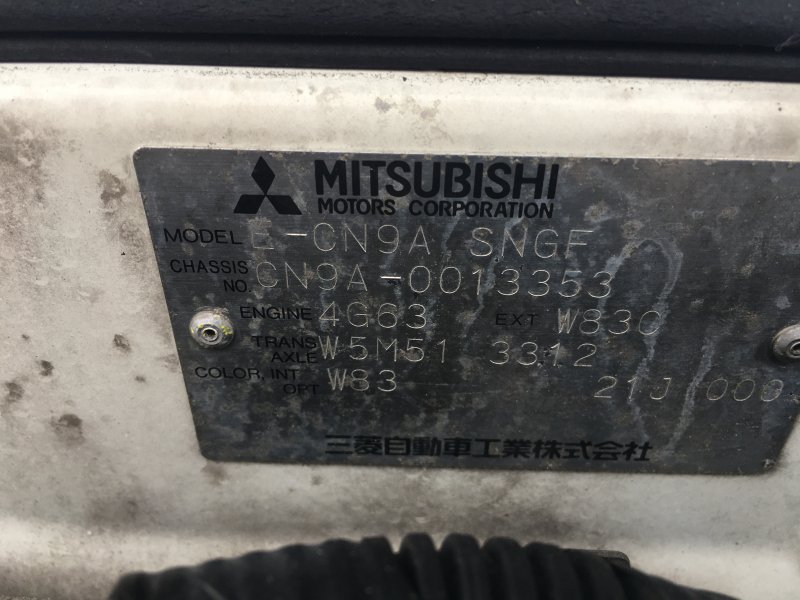 MITSUBISHI
MOTORS CORPORATION
MODEL E-CN9A SNGF
CHASSIS NO. CN9A-0013353
ENGINE 4G63 EXT W830
TRANS AXLE W5M51 3312
COLOR, INT OPT W83 21J 000
三菱自動車工業株式会社